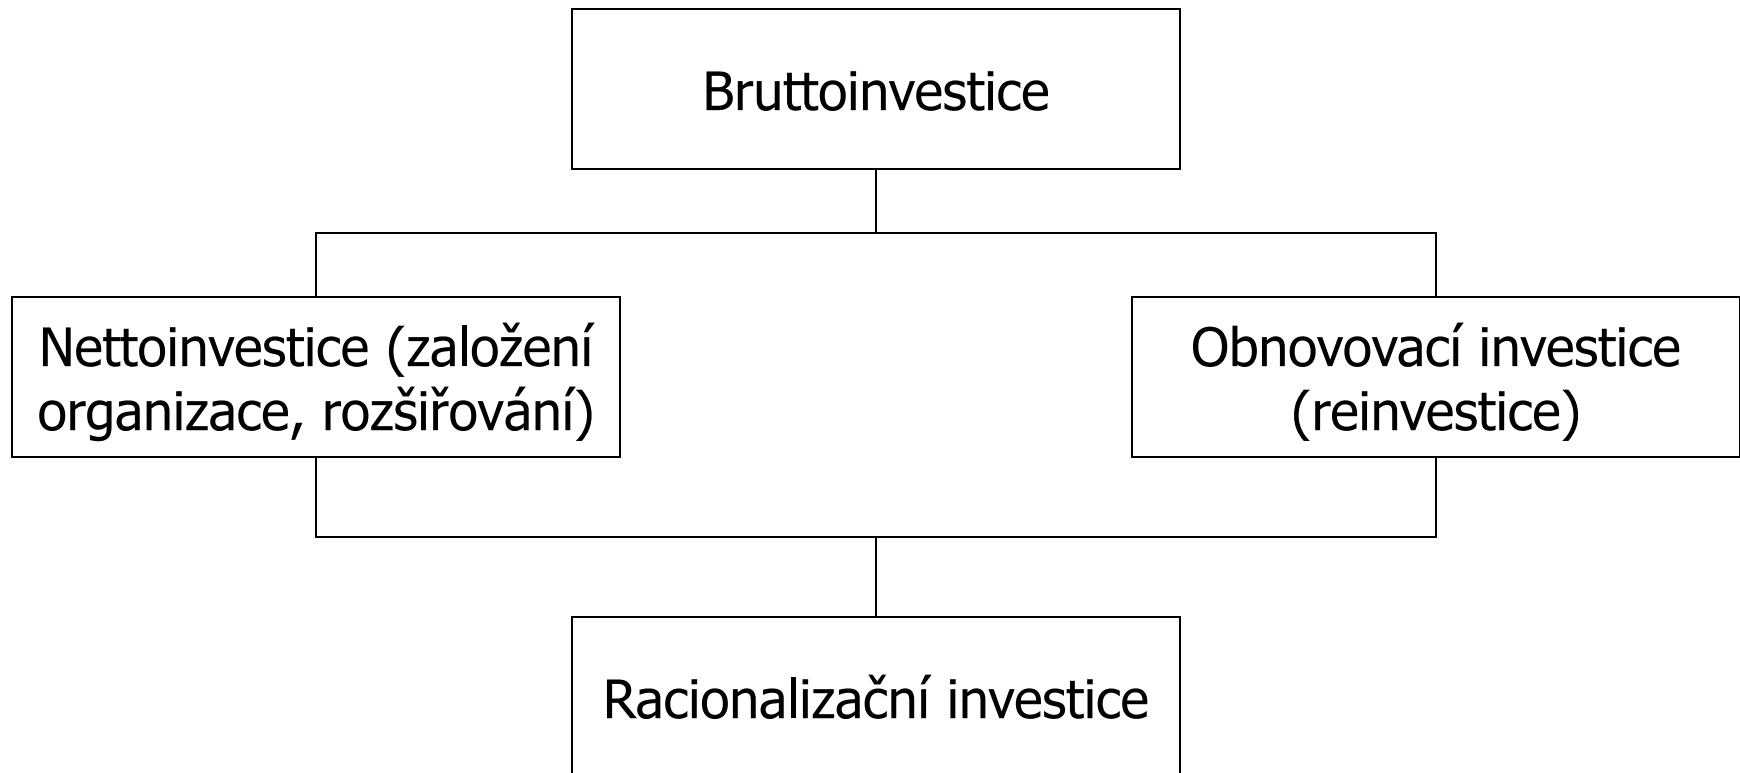 Bruttoinvestice
Nettoinvestice (založení
organizace, rozšiřování)
Obnovovací investice
(reinvestice)
Racionalizační investice